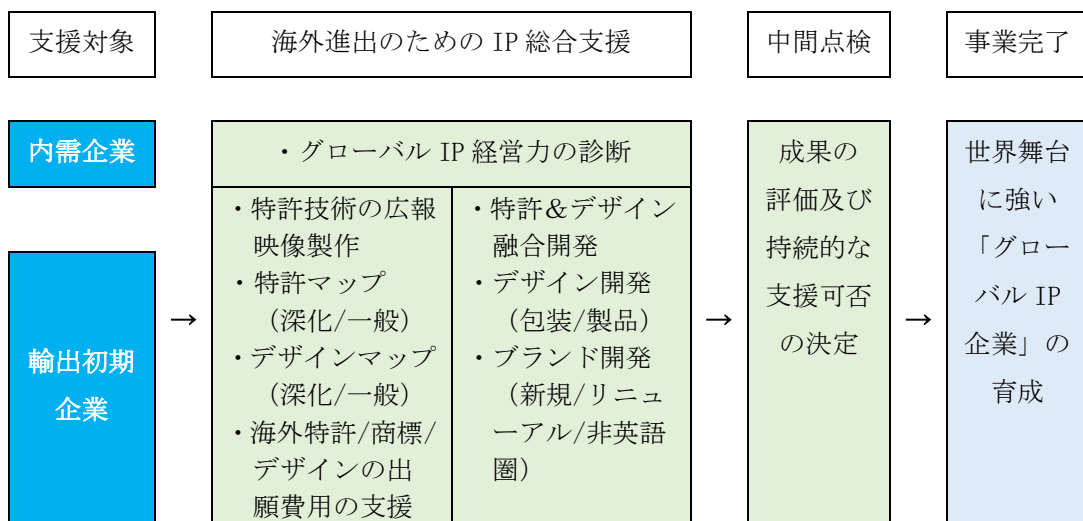 支援対象
海外進出のための IP 総合支援
中間点検
事業完了
内需企業
輸出初期
企業
→
・グローバル IP 経営力の診断
・特許技術の広報
映像製作
・特許マップ
（深化/一般）
・デザインマップ
（深化/一般）
・海外特許/商標/
デザインの出
願費用の支援
・特許＆デザイン
融合開発
・デザイン開発
（包装/製品）
・ブランド開発
（新規/リニュ
ーアル/非英語
圏）
→
成果の
評価及び
持続的な
支援可否
の決定
→
世界舞台
に強い
「グロー
バル IP
企業」の
育成